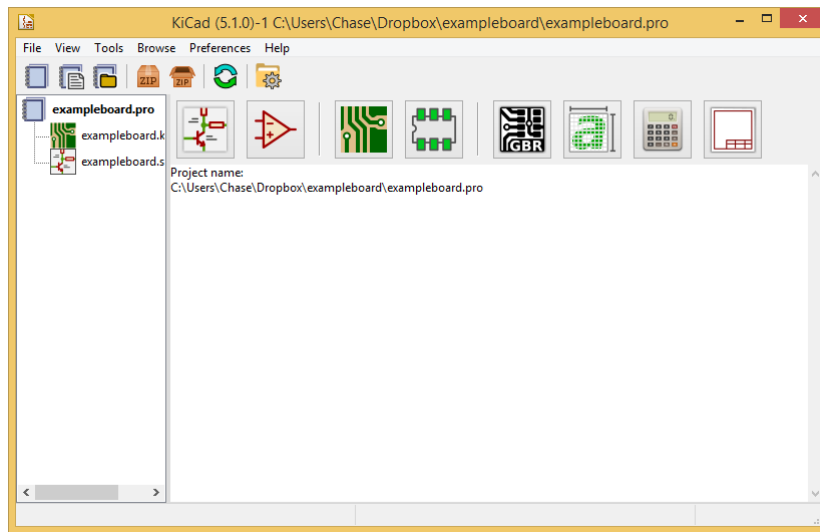 KiCad (5.1.0)-1 C:\Users\Chase\Dropbox\exampleboard\exampleboard.pro
File View Tools Browse Preferences Help
ZIP ZIP
exampleboard.pro
exampleboard.k
exampleboard.s
GBR a
Project name:
C:\Users\Chase\Dropbox\exampleboard\exampleboard.pro